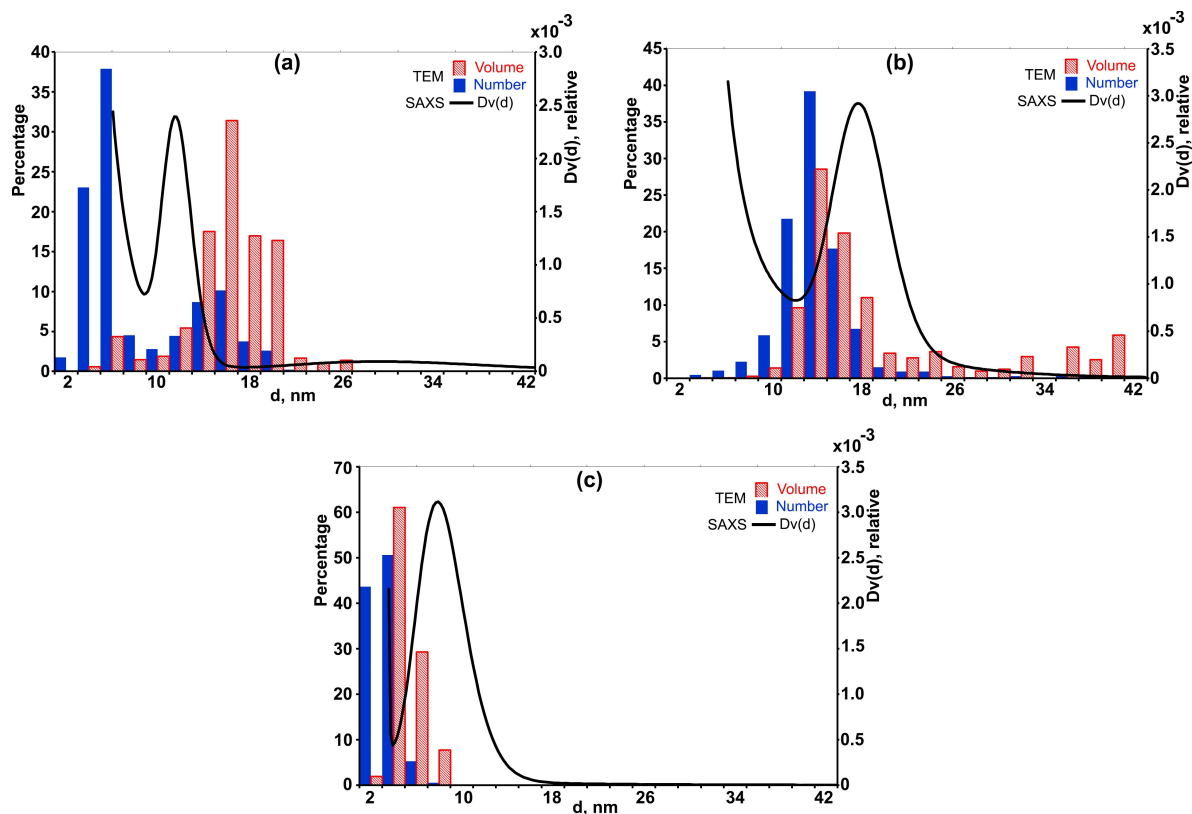 x10^-3
(a)
TEM Volume
Number
SAXS Dv(d)
Percentage
40
35
30
25
20
15
10
5
0
3.0
2.5
2.0
1.5
1.0
0.5
0
Dv(d), relative
2 10 18 26 34 42
d, nm
x10^-3
(b)
TEM Volume
Number
SAXS Dv(d)
Percentage
45
40
35
30
25
20
15
10
5
0
3.5
3.0
2.5
2.0
1.5
1.0
0.5
0
Dv(d), relative
2 10 18 26 34 42
d, nm
x10^-3
(c)
TEM Volume
Number
SAXS Dv(d)
Percentage
70
60
50
40
30
20
10
0
3.5
3.0
2.5
2.0
1.5
1.0
0.5
0
Dv(d), relative
2 10 18 26 34 42
d, nm